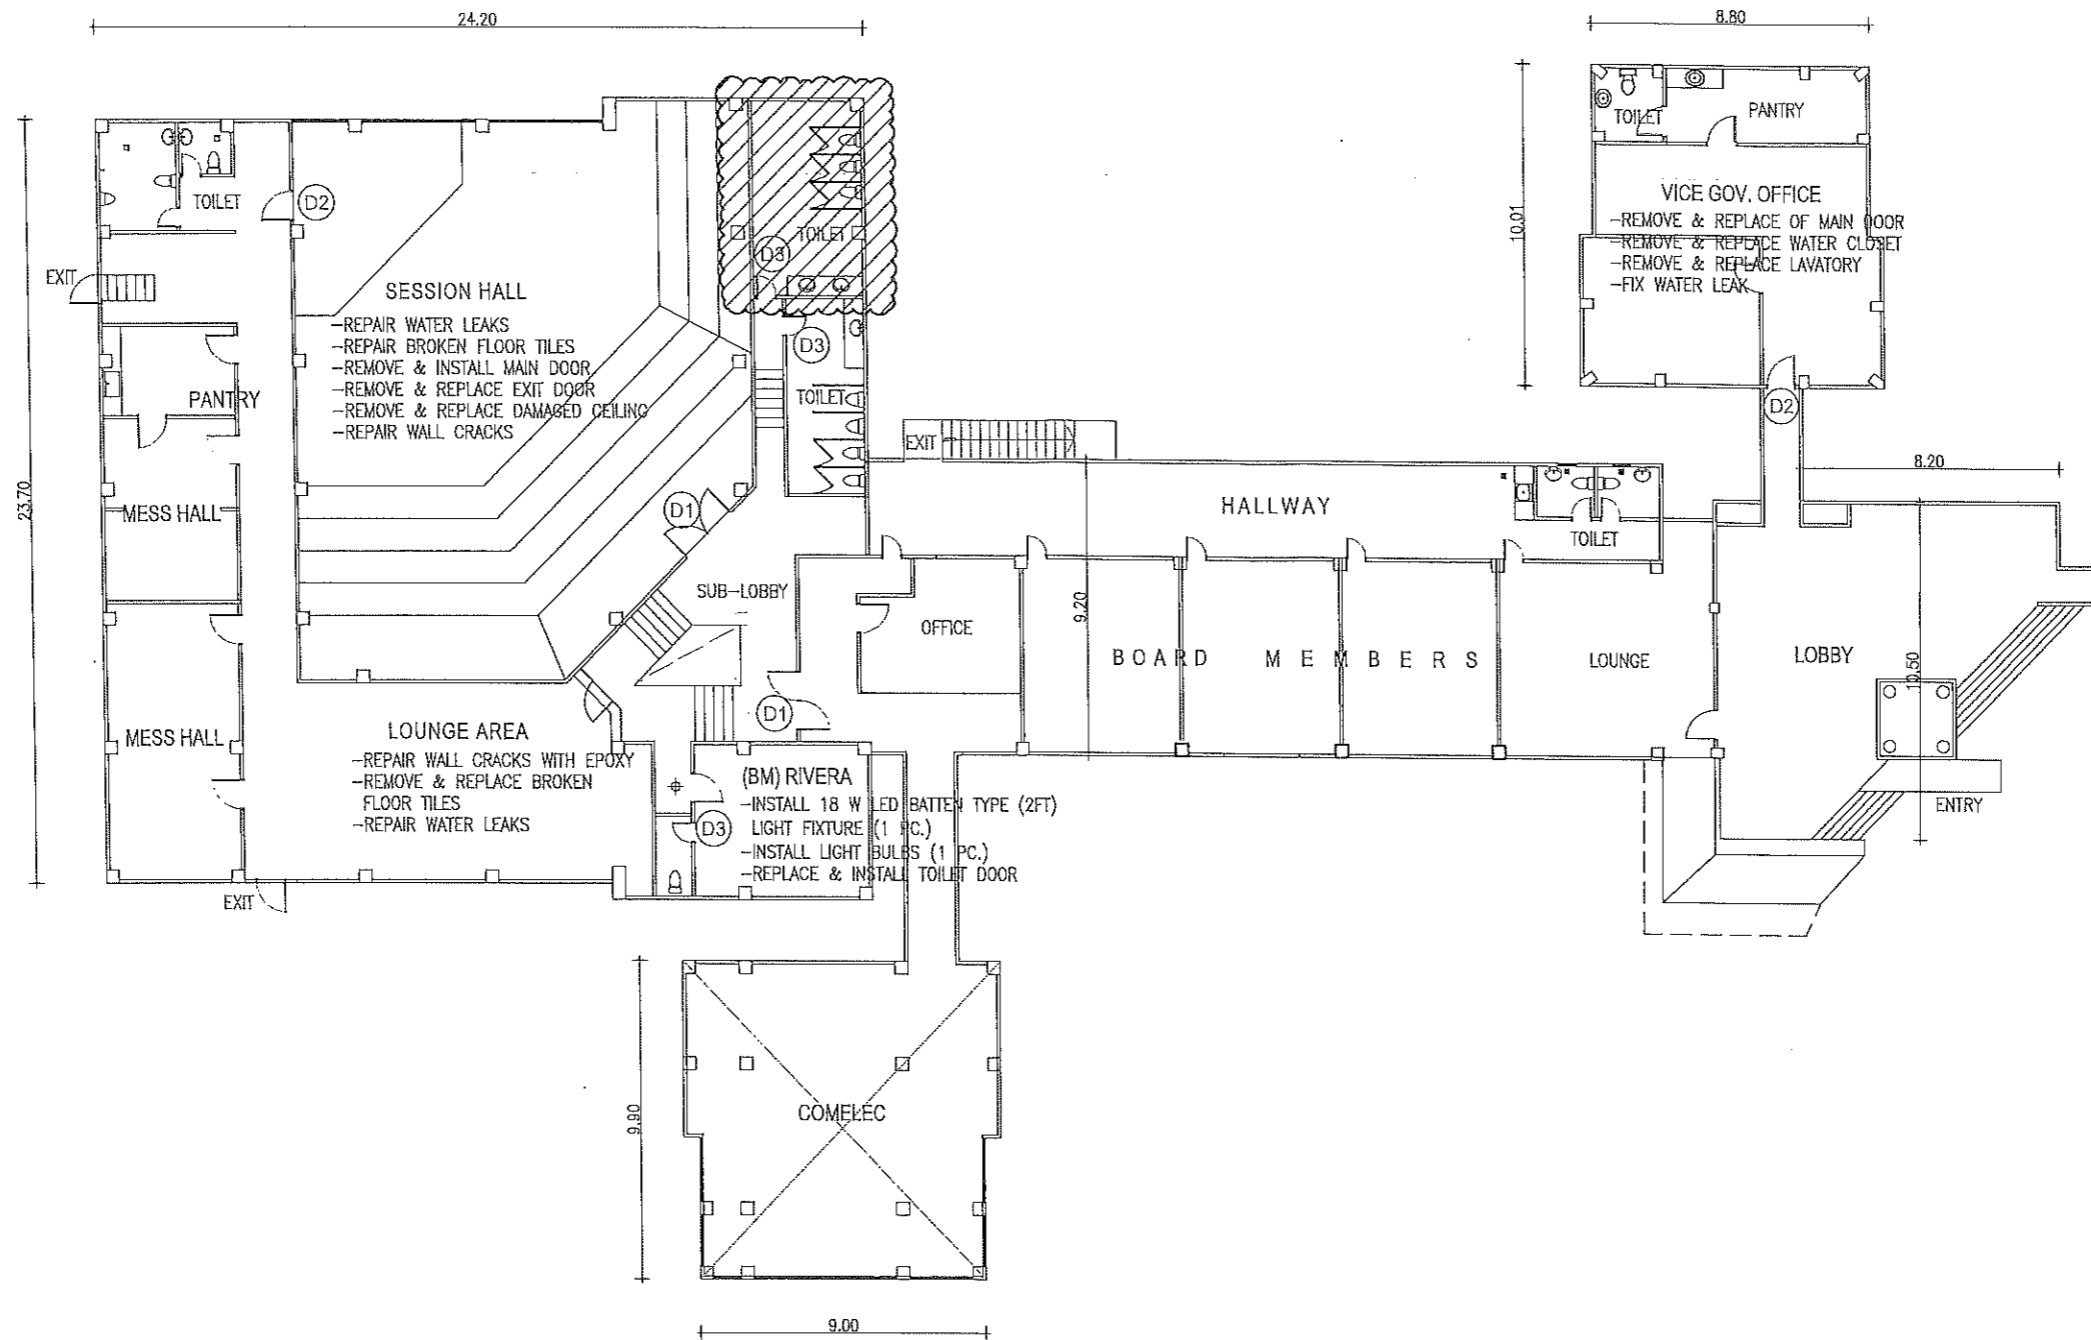 24.20
8.80
TOILET
PANTRY
10.01
VICE GOV. OFFICE
-REMOVE & REPLACE OF MAIN DOOR
-REMOVE & REPLACE WATER CLOSET
-REMOVE & REPLACE LAVATORY
-FIX WATER LEAK
D2
8.20
TOILET
D2
EXIT
SESSION HALL
-REPAIR WATER LEAKS
-REPAIR BROKEN FLOOR TILES
-REMOVE & INSTALL MAIN DOOR
-REMOVE & REPLACE EXIT DOOR
-REMOVE & REPLACE DAMAGED CEILING
-REPAIR WALL CRACKS
TOILET
D3
D3
TOILET
PANTRY
23.70
MESS HALL
D1
EXIT
HALLWAY
TOILET
SUB-LOBBY
OFFICE
9.20
BOARD MEMBERS
LOUNGE
LOBBY
10.50
ENTRY
MESS HALL
LOUNGE AREA
-REPAIR WALL CRACKS WITH EPOXY
-REMOVE & REPLACE BROKEN
FLOOR TILES
-REPAIR WATER LEAKS
D1
(BM) RIVERA
-INSTALL 18 W LED BATTEN TYPE (2FT)
LIGHT FIXTURE (1 PC.)
-INSTALL LIGHT BULBS (1 PC.)
-REPLACE & INSTALL TOILET DOOR
D3
EXIT
9.90
COMELEC
9.00